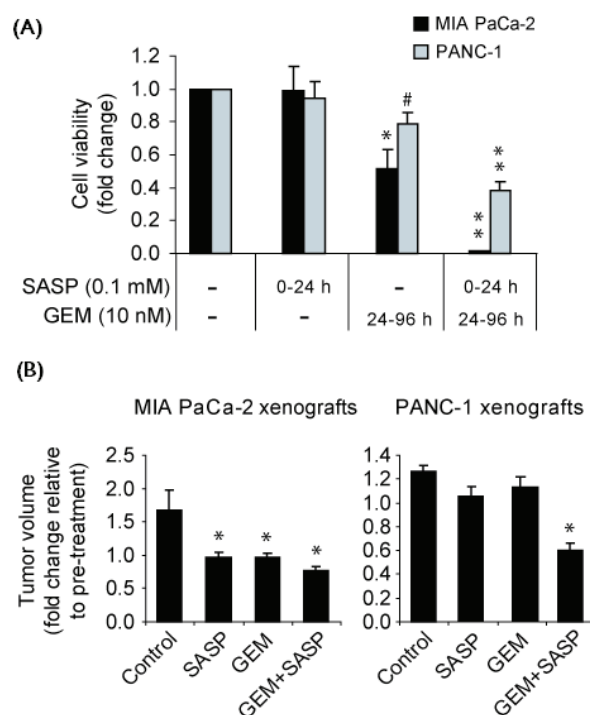 (A)
MIA PaCa-2
PANC-1
Cell viability
(fold change)
1.2
1.0
0.8
0.6
0.4
0.2
0.0
*
#
**
**
SASP (0.1 mM) - 0-24 h - 0-24 h
GEM (10 nM) - - 24-96 h 24-96 h
(B)
MIA PaCa-2 xenografts
PANC-1 xenografts
Tumor volume
(fold change relative
to pre-treatment)
2.5
2.0
1.5
1.0
0.5
0.0
*
*
*
Control
SASP
GEM
GEM+SASP
1.4
1.2
1.0
0.8
0.6
0.4
0.2
0.0
*
Control
SASP
GEM
GEM+SASP